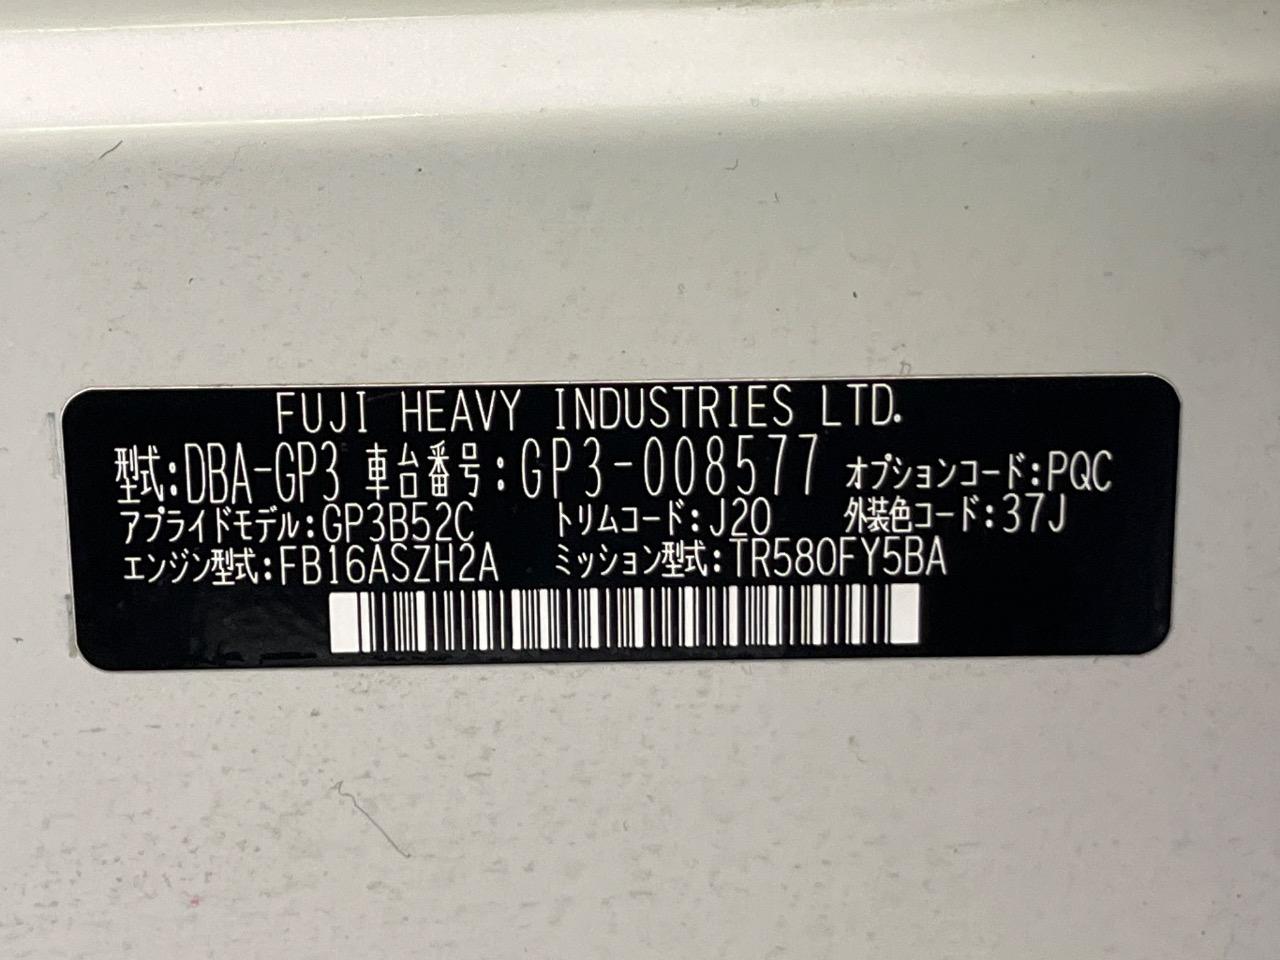 FUJI HEAVY INDUSTRIES LTD.
型式:DBA-GP3 車台番号:GP3-008577 オプションコード:PQC
アプライドモデル:GP3B52C トリムコード:J20 外装色コード:37J
エンジン型式:FB16ASZH2A ミッション型式:TR580FY5BA